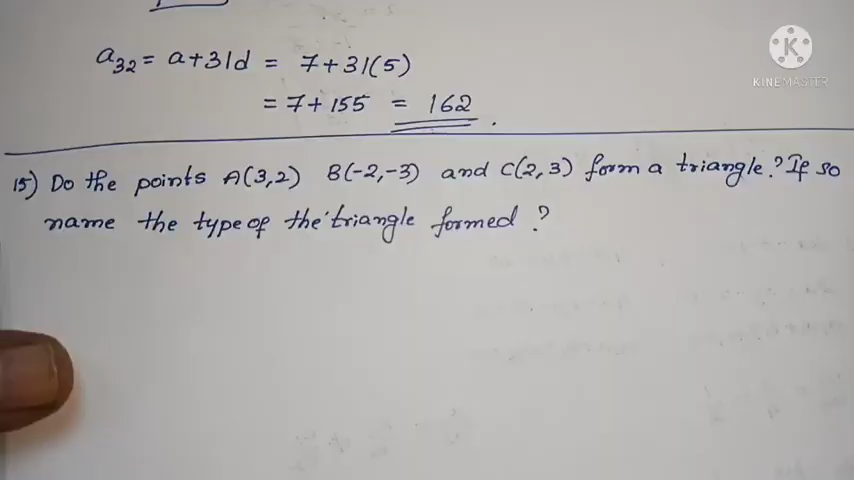 a32 = a+31d = 7+31(5)
= 7+155 = 162.
15) Do the points A(3,2) B(-2,-3) and C(2,3) form a triangle? If so
name the type of the triangle formed?
KINEMASTER